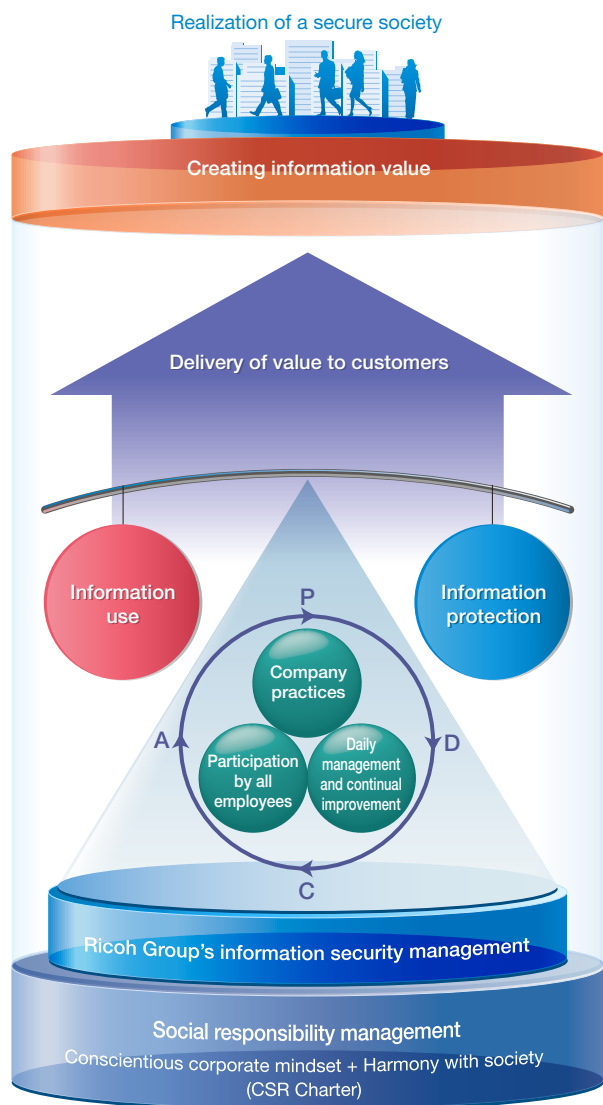 Realization of a secure society
Creating information value
Delivery of value to customers
Information
use
Information
protection
P
Company
practices
A
D
Participation
by all
employees
Daily
management
and continual
improvement
C
Ricoh Group's information security management
Social responsibility management
Conscientious corporate mindset + Harmony with society
(CSR Charter)